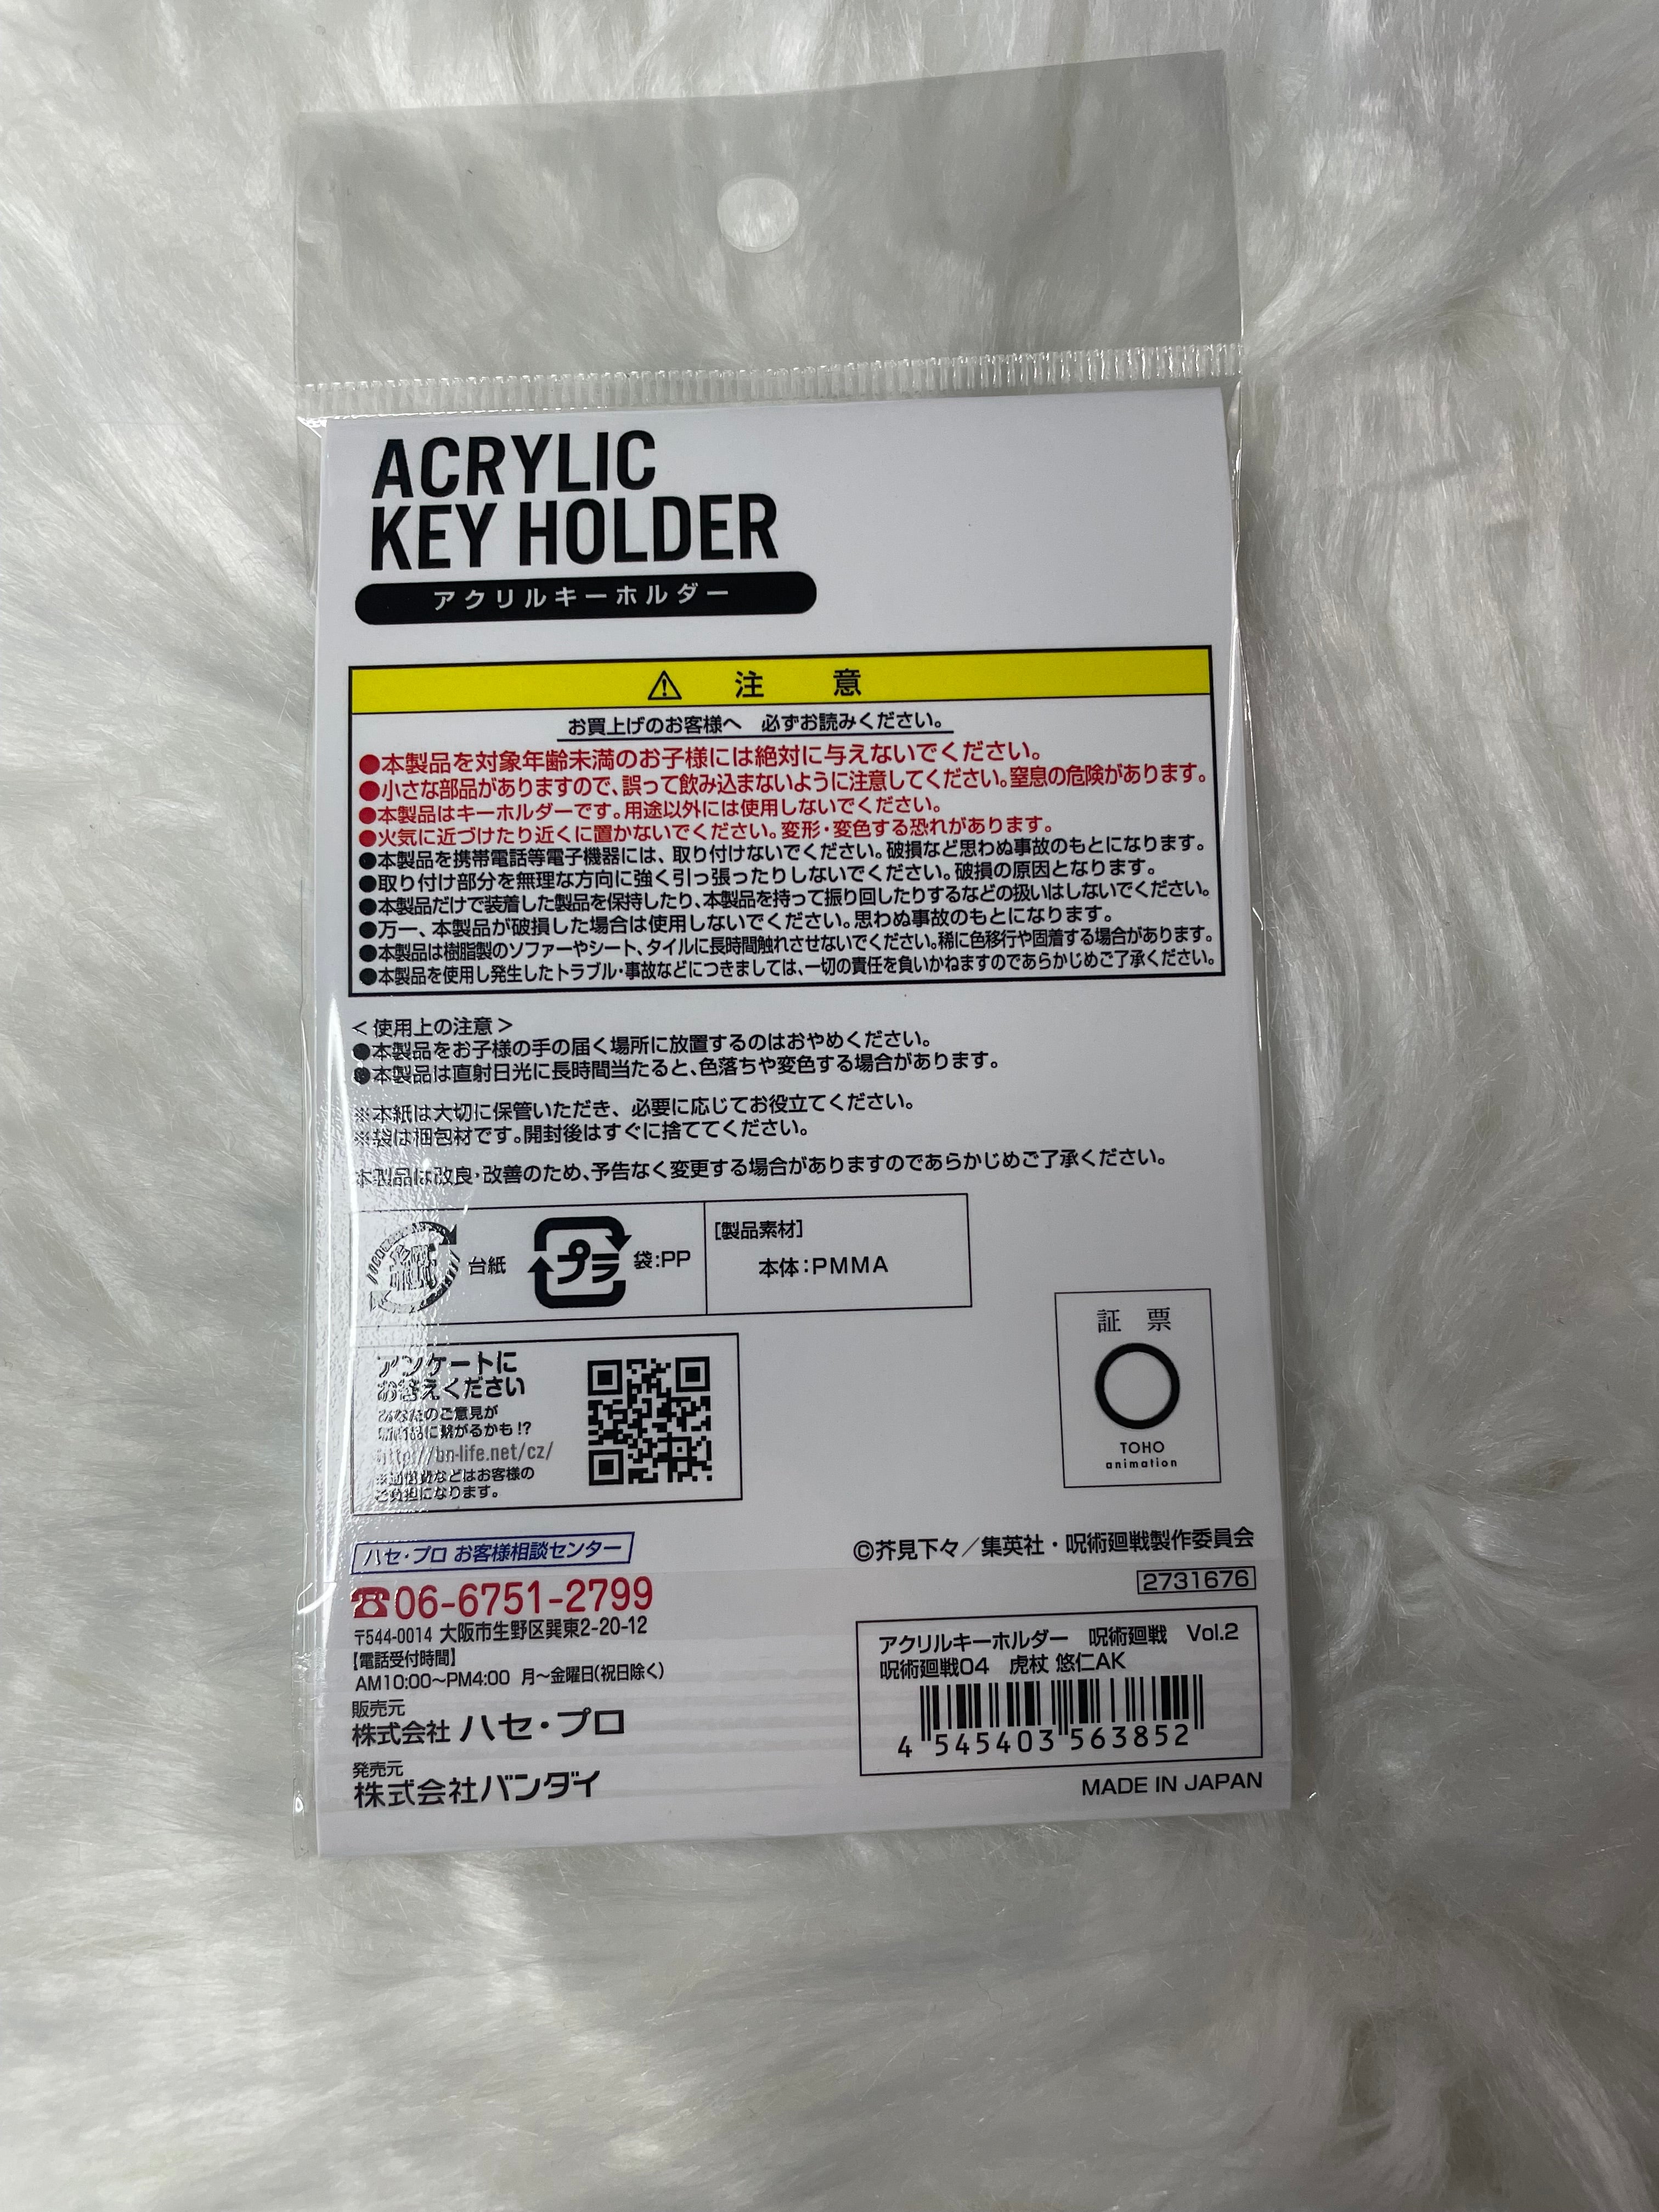 ACRYLIC
KEY HOLDER
アクリルキーホルダー
注意
お買上げのお客様へ 必ずお読みください。
●本製品を対象年齢未満のお子様には絶対に与えないでください。
●小さな部品がありますので、誤って飲み込まないように注意してください。窒息の危険があります。
●本製品はキーホルダーです。用途以外には使用しないでください。
●火気に近づけたり近くに置かないでください。変形・変色する恐れがあります。
●本製品を携帯電話等電子機器には、取り付けないでください。破損など思わぬ事故のもとになります。
●取り付け部分を無理な方向に強く引っ張ったりしないでください。破損の原因となります。
●本製品だけで装着した製品を保持したり、本製品を持って振り回したりするなどの扱いはしないでください。
●万一、本製品が破損した場合は使用しないでください。思わぬ事故のもとになります。
●本製品は樹脂製のソファーやシート、タイルに長時間触れさせないでください。稀に色移行や固着する場合があります。
●本製品を使用し発生したトラブル・事故などにつきましては、一切の責任を負いかねますのであらかじめご了承ください。
＜使用上の注意＞
●本製品をお子様の手の届く場所に放置するのはおやめください。
●本製品は直射日光に長時間当たると、色落ちや変色する場合があります。
※本紙は大切に保管いただき、必要に応じてお役立てください。
※袋は梱包材です。開封後はすぐに捨ててください。
本製品は改良・改善のため、予告なく変更する場合がありますのであらかじめご了承ください。
紙 台紙 プラ 袋:PP
[製品素材]
本体:PMMA
アンケートに
お答えください
あなたのご意見が
新商品に繋がるかも!?
http://bn-life.net/cz/
※通信費などはお客様の
ご負担になります。
証票
TOHO
animation
ハセ・プロ お客様相談センター
☎06-6751-2799
〒544-0014 大阪市生野区巽東2-20-12
【電話受付時間】
AM10:00～PM4:00 月～金曜日(祝日除く)
販売元
株式会社 ハセ・プロ
発売元
株式会社バンダイ
©芥見下々／集英社・呪術廻戦製作委員会
2731676
アクリルキーホルダー 呪術廻戦 Vol.2
呪術廻戦04 虎杖 悠仁AK
4 545403 563852
MADE IN JAPAN